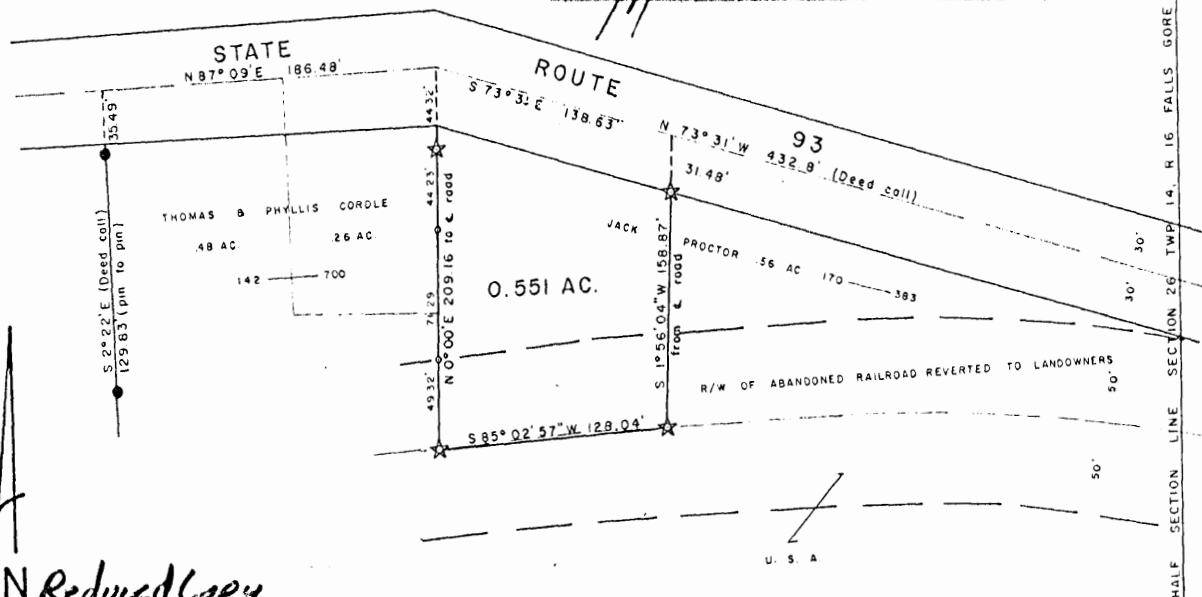 STATE
N 87° 09' E 186.48'
ROUTE
93
S 73° 31' E 138.63'
N 73° 31' W 432.8' (Deed call)
35.49'
44.32'
31.48'
S 2° 22' E (Deed call)
129.83' (pin to pin)
THOMAS & PHYLLIS CORDLE
.48 AC.
.26 AC
142 700
44.23'
49.32'
N 0° 00' E 209.16 to ℄ road
0.551 AC.
JACK PROCTOR .56 AC 170 383
S 1° 56' 04" W 158.87'
from ℄ road
S 85° 02' 57" W 128.04'
R/W OF ABANDONED RAILROAD REVERTED TO LANDOWNERS
30'
30'
50'
50'
U. S. A.
HALF SECTION LINE SECTION 26 TWP 14, R 16 FALLS GORE
N Reduced Copy